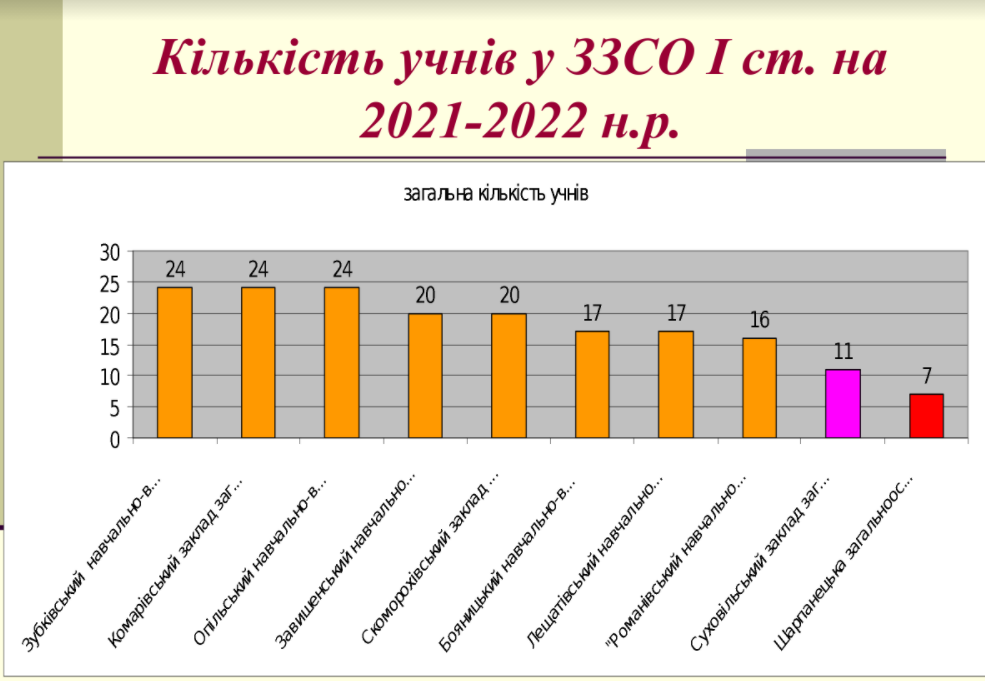 Кількість учнів у ЗЗСО І ст. на
2021-2022 н.р.
загальна кількість учнів
30
25
20
15
10
5
0
24
24
24
20
20
17
17
16
11
7
Зубківський навчально-в...
Комарівський заклад заг...
Опільський навчально-в...
Завишенський навчально...
Скоморохівський заклад ...
Бояницький навчально-в...
Лещатівський навчально...
"Романівський навчально...
Суховільський заклад заг...
Шарпанецька загальноос...